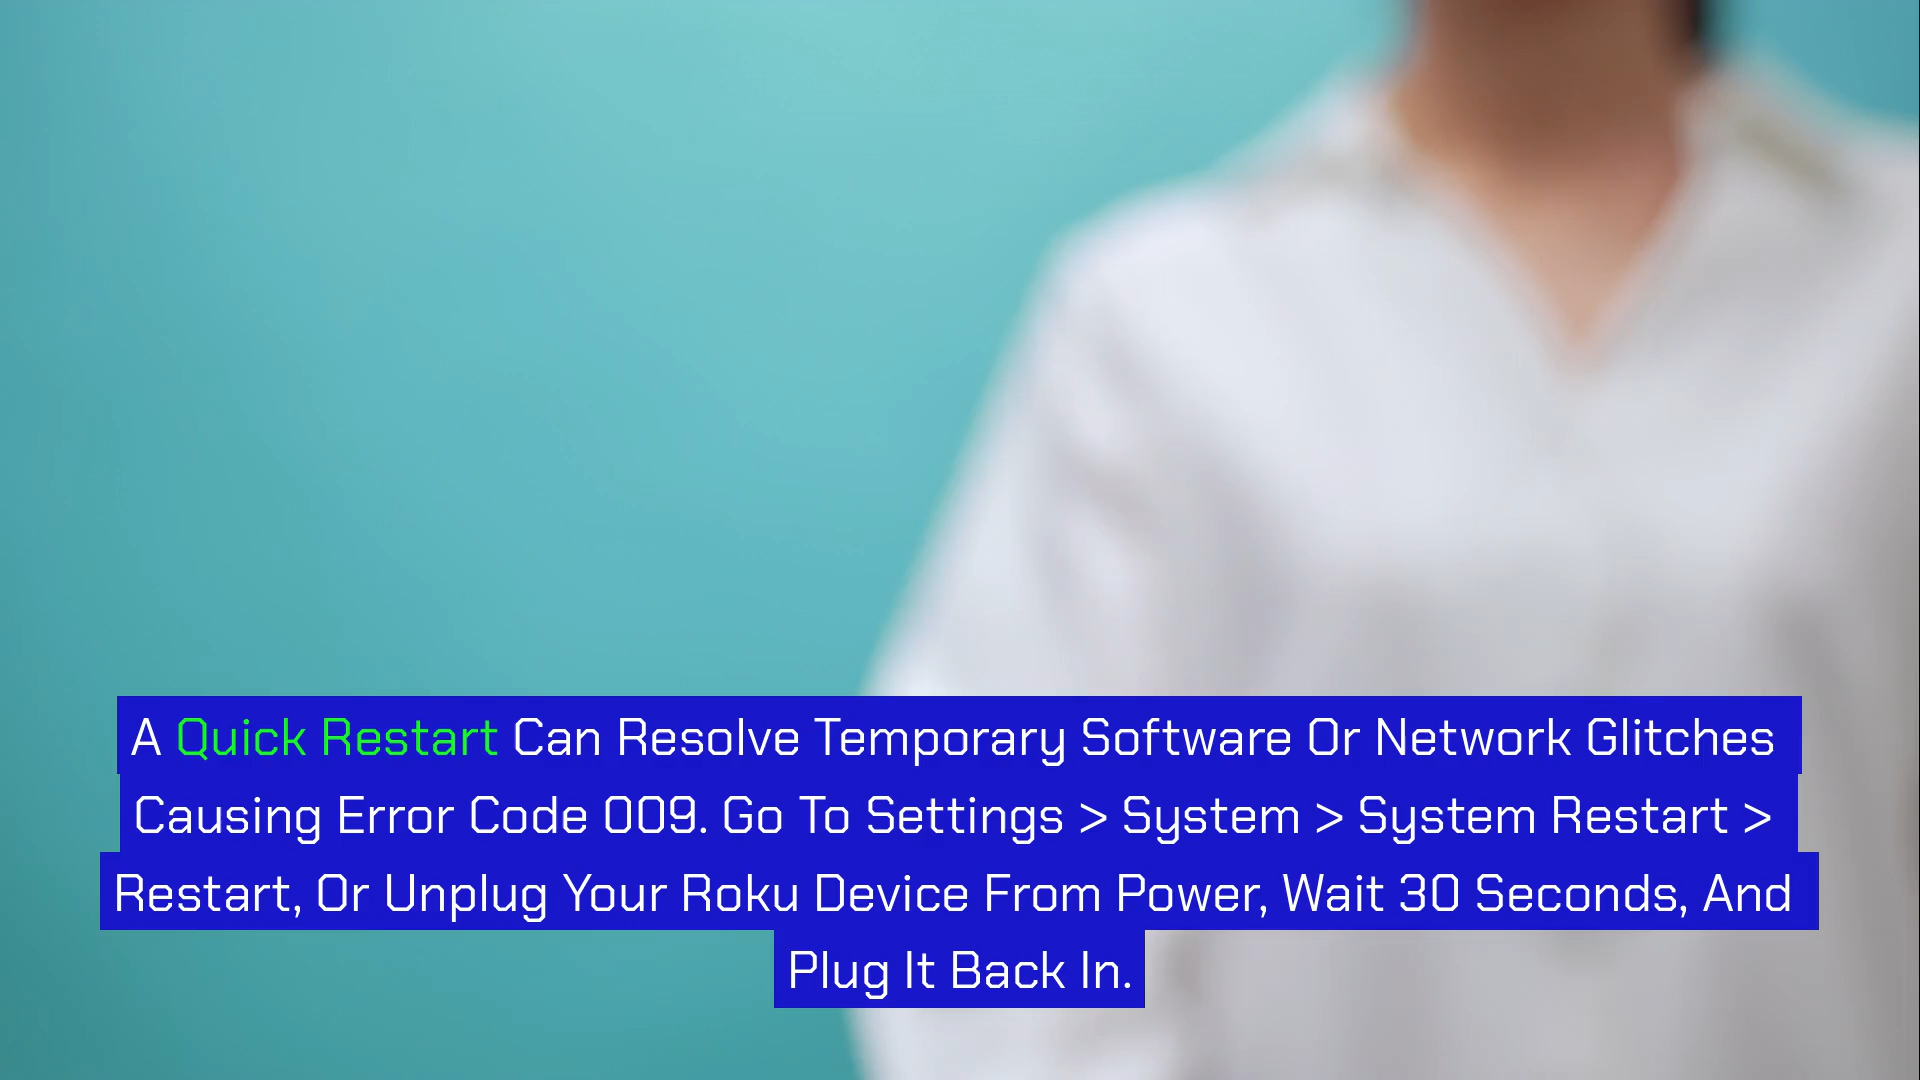 A Quick Restart Can Resolve Temporary Software Or Network Glitches
Causing Error Code 009. Go To Settings > System > System Restart >
Restart, Or Unplug Your Roku Device From Power, Wait 30 Seconds, And
Plug It Back In.